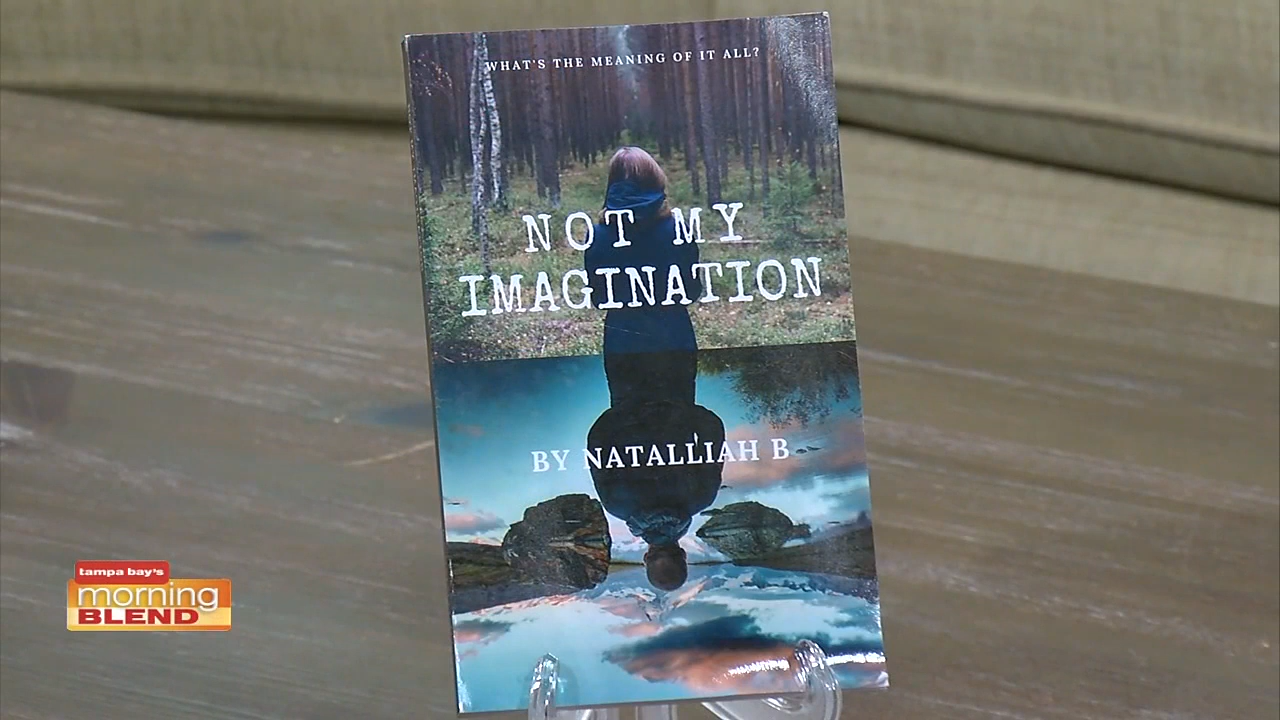 WHAT'S THE MEANING OF IT ALL?
NOT MY
IMAGINATION
BY NATALLIAH B
tampa bay's
morning
BLEND